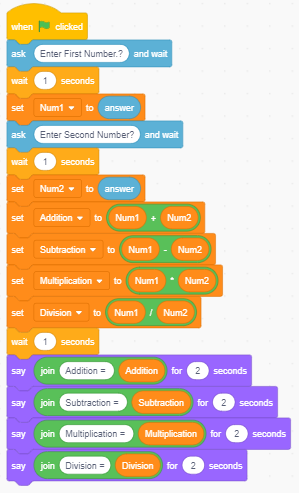 when clicked
ask Enter First Number.? and wait
wait 1 seconds
set Num1 to answer
ask Enter Second Number? and wait
wait 1 seconds
set Num2 to answer
set Addition to Num1 + Num2
set Subtraction to Num1 - Num2
set Multiplication to Num1 * Num2
set Division to Num1 / Num2
wait 1 seconds
say join Addition = Addition for 2 seconds
say join Subtraction = Subtraction for 2 seconds
say join Multiplication = Multiplication for 2 seconds
say join Division = Division for 2 seconds